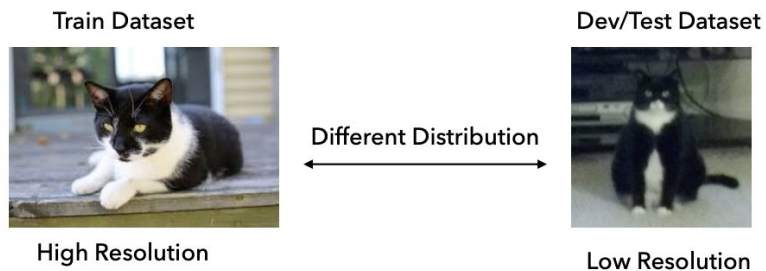 Train Dataset
Dev/Test Dataset
Different Distribution
High Resolution
Low Resolution